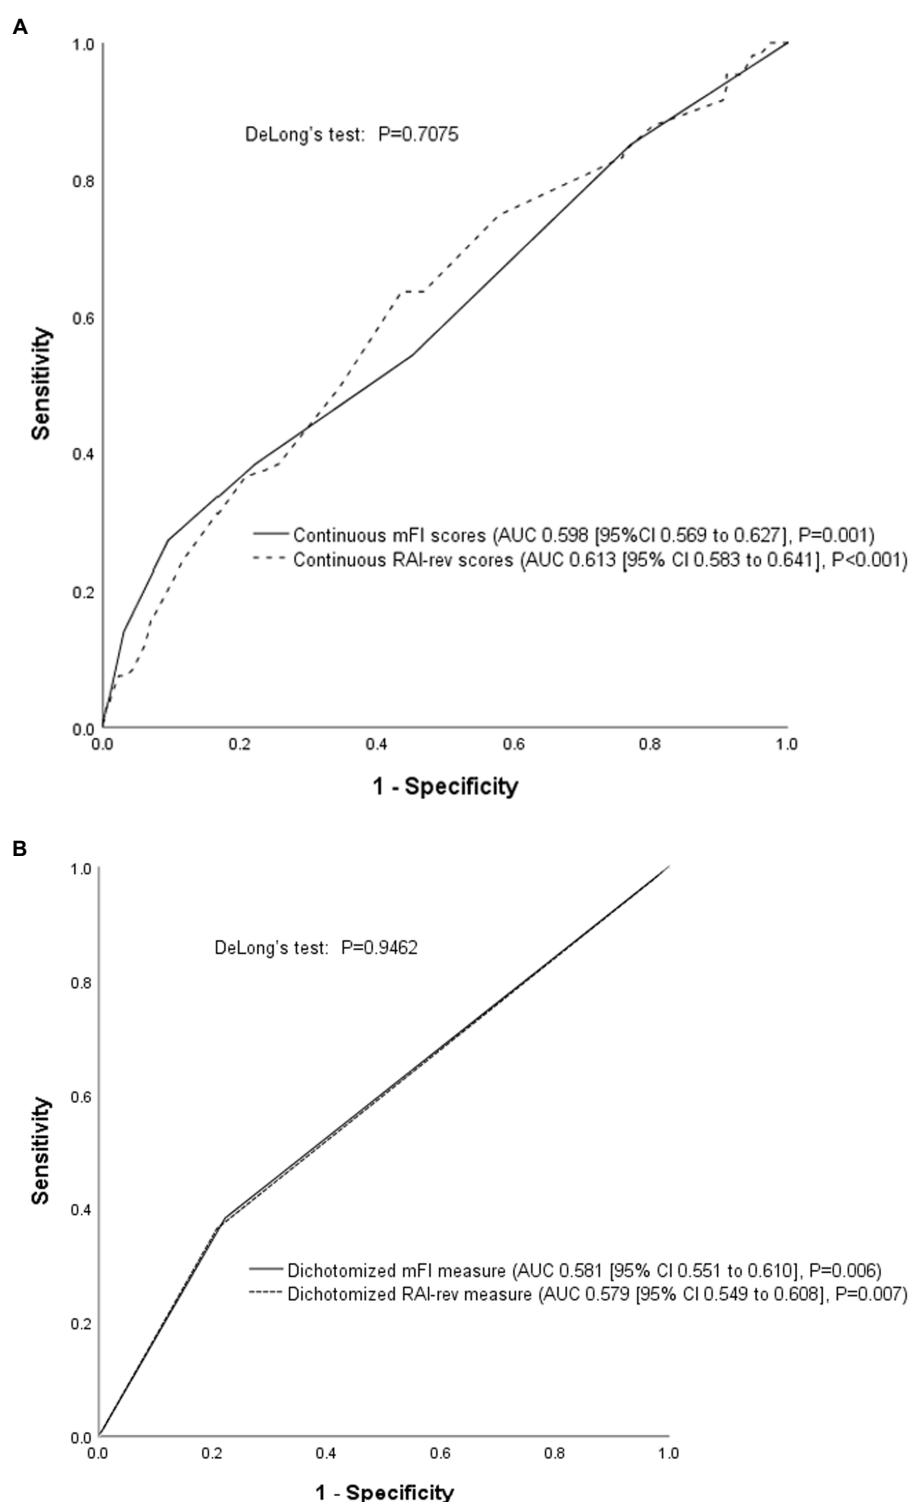 A
1.0
0.8
0.6
0.4
0.2
0.0
Sensitivity
DeLong's test: P=0.7075
Continuous mFI scores (AUC 0.598 [95%CI 0.569 to 0.627], P=0.001)
Continuous RAI-rev scores (AUC 0.613 [95% CI 0.583 to 0.641], P<0.001)
0.0 0.2 0.4 0.6 0.8 1.0
1 - Specificity
B
1.0
0.8
0.6
0.4
0.2
0.0
Sensitivity
DeLong's test: P=0.9462
Dichotomized mFI measure (AUC 0.581 [95% CI 0.551 to 0.610], P=0.006)
Dichotomized RAI-rev measure (AUC 0.579 [95% CI 0.549 to 0.608], P=0.007)
0.0 0.2 0.4 0.6 0.8 1.0
1 - Specificity